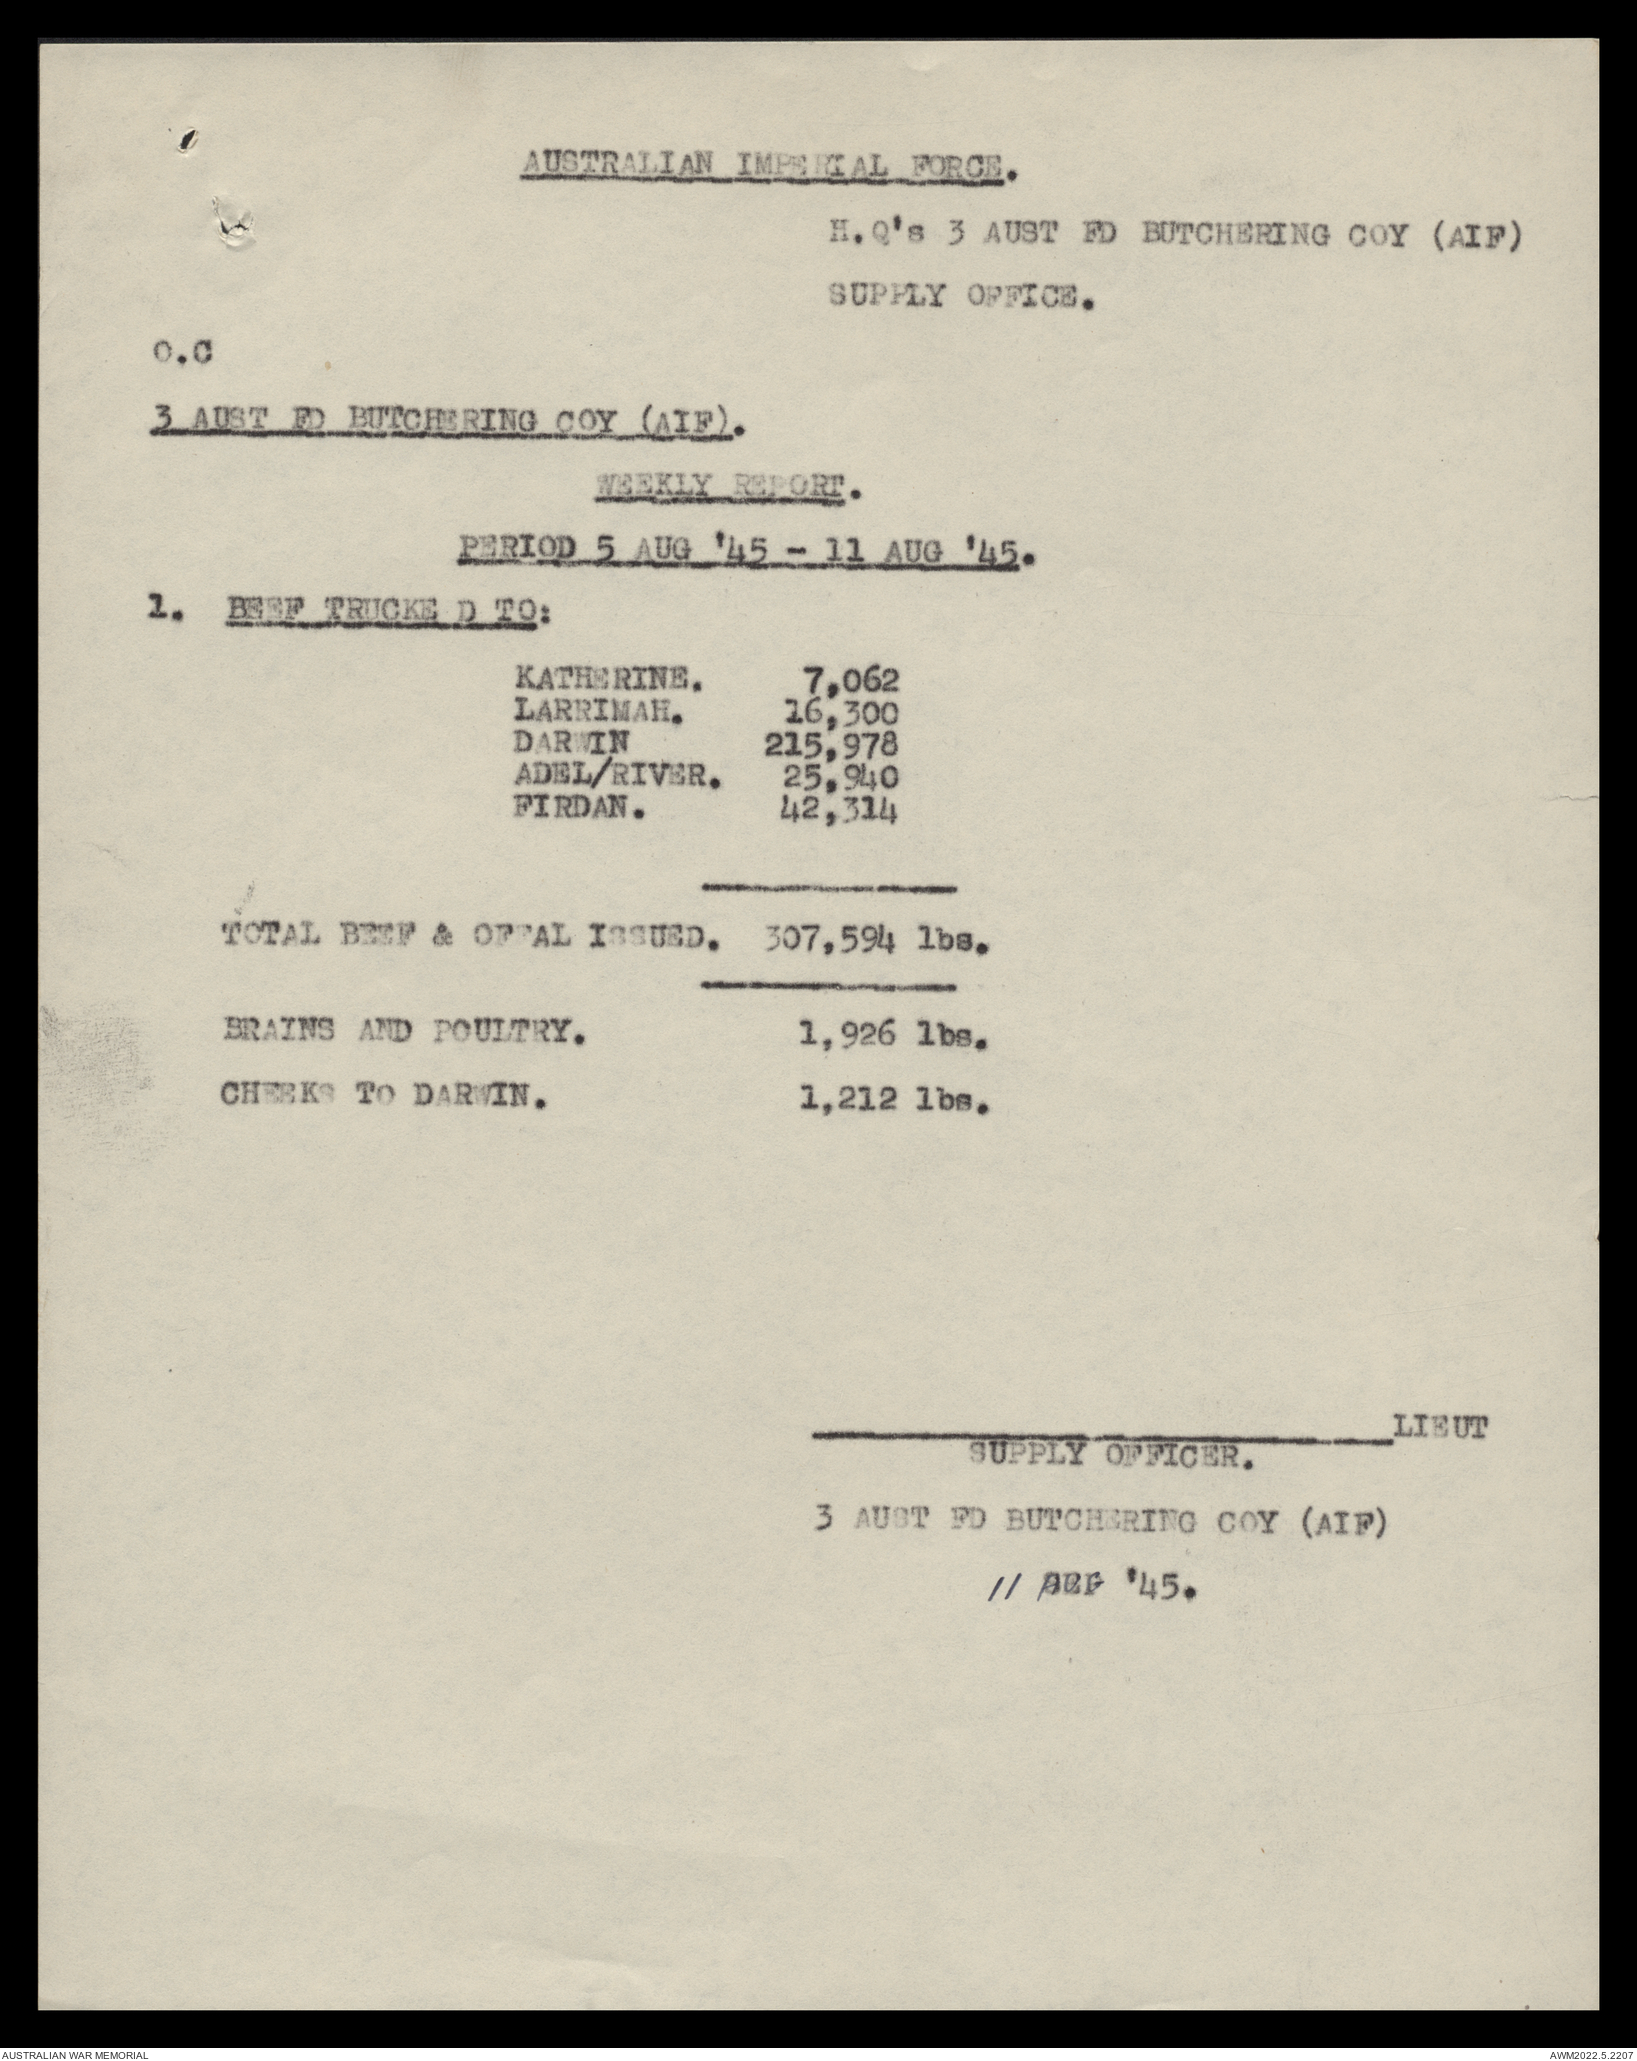 AUSTRALIAN IMPERIAL FORCE.
H.Q's 3 AUST FD BUTCHERING COY (AIF)
SUPPLY OFFICE.
O.C
3 AUST FD BUTCHERING COY (AIF).
WEEKLY REPORT.
PERIOD 5 AUG '45 - 11 AUG '45.
1. BEEF TRUCKE D TO:
KATHERINE. 7,062
LARRIMAH. 16,300
DARWIN 215,978
ADEL/RIVER. 25,940
FIRDAN. 42,314
TOTAL BEEF & OFFAL ISSUED. 307,594 lbs.
BRAINS AND POULTRY. 1,926 lbs.
CHEEKS TO DARWIN. 1,212 lbs.
LIEUT
SUPPLY OFFICER.
3 AUST FD BUTCHERING COY (AIF)
11 '45.
AUSTRALIAN WAR MEMORIAL AWM2022.5.2207